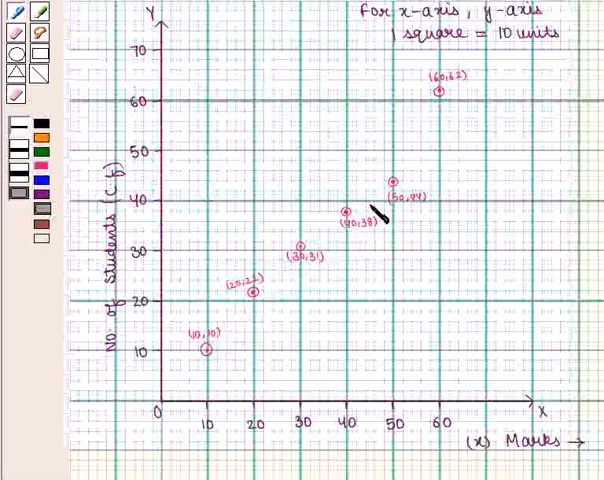 Y
For x-axis, y-axis
1 square = 10 units
70
(60,62)
60
50
40
(50,44)
(40,38)
30
(30,31)
(20,22)
20
(10,10)
10
No. of Students (c f)
0
10 20 30 40 50 60
X
(x) Marks →